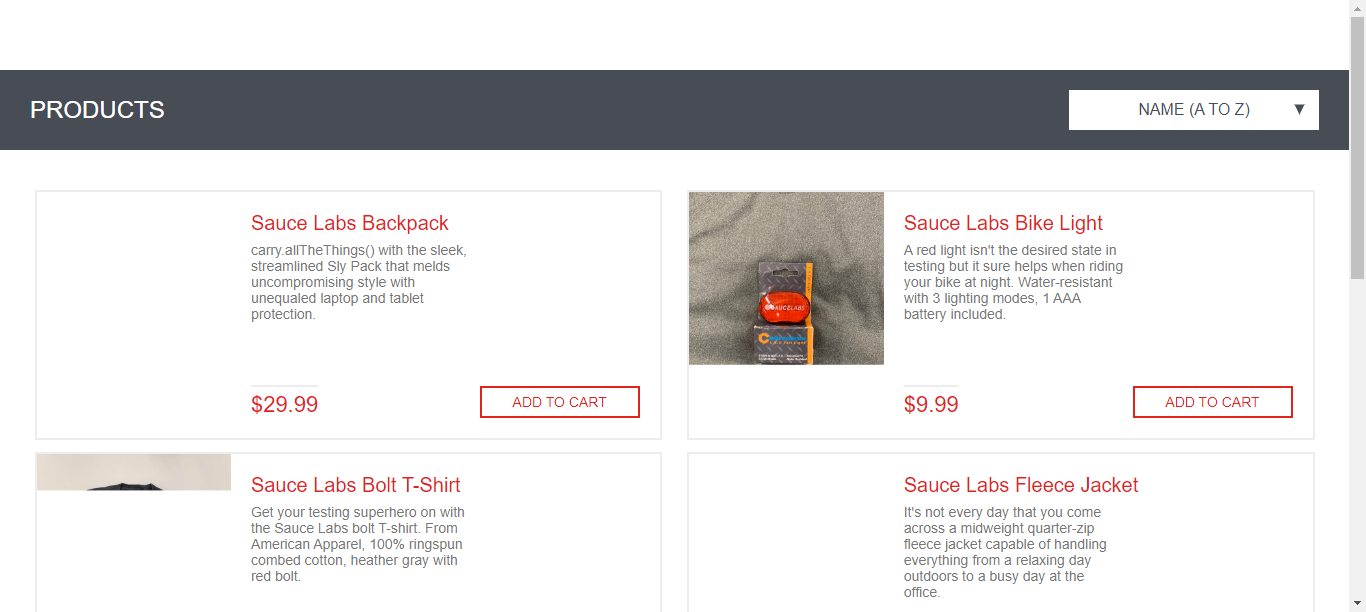 PRODUCTS
NAME (A TO Z)
Sauce Labs Backpack
carry.allTheThings() with the sleek,
streamlined Sly Pack that melds
uncompromising style with
unequaled laptop and tablet
protection.
$29.99
ADD TO CART
SAUCELABS
Sauce Labs Bike Light
A red light isn't the desired state in
testing but it sure helps when riding
your bike at night. Water-resistant
with 3 lighting modes, 1 AAA
battery included.
$9.99
ADD TO CART
Sauce Labs Bolt T-Shirt
Get your testing superhero on with
the Sauce Labs bolt T-shirt. From
American Apparel, 100% ringspun
combed cotton, heather gray with
red bolt.
Sauce Labs Fleece Jacket
It's not every day that you come
across a midweight quarter-zip
fleece jacket capable of handling
everything from a relaxing day
outdoors to a busy day at the
office.